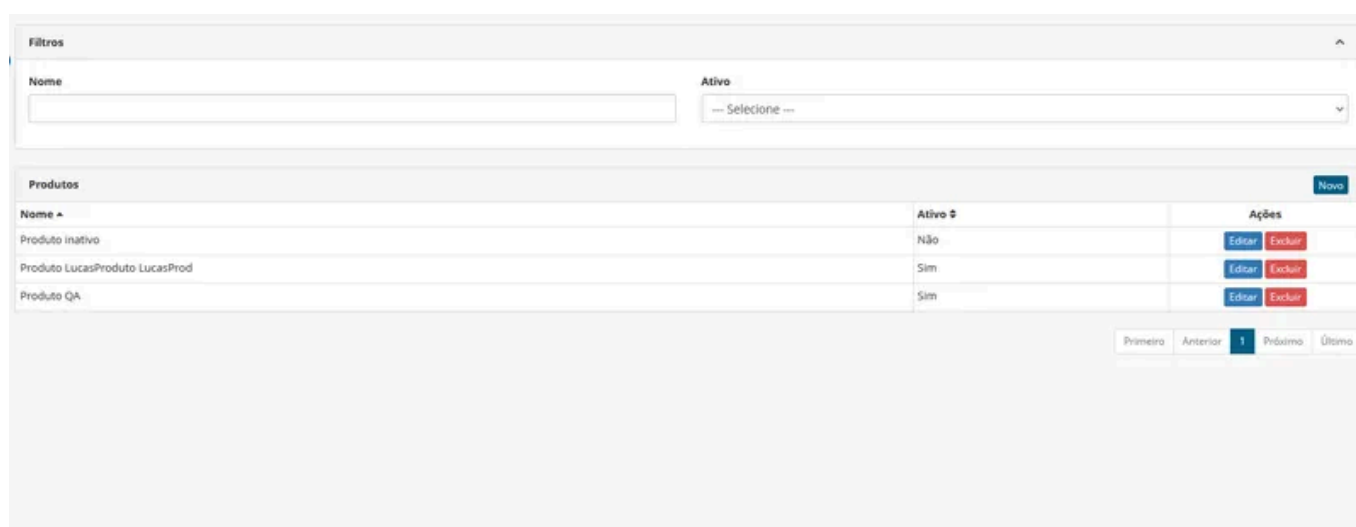 Filtros
Nome
Ativo
--- Selecione ---
Produtos
Novo
Nome
Ativo
Ações
Produto inativo
Não
Editar
Excluir
Produto LucasProduto LucasProd
Sim
Editar
Excluir
Produto QA
Sim
Editar
Excluir
Primeiro
Anterior
1
Próximo
Último